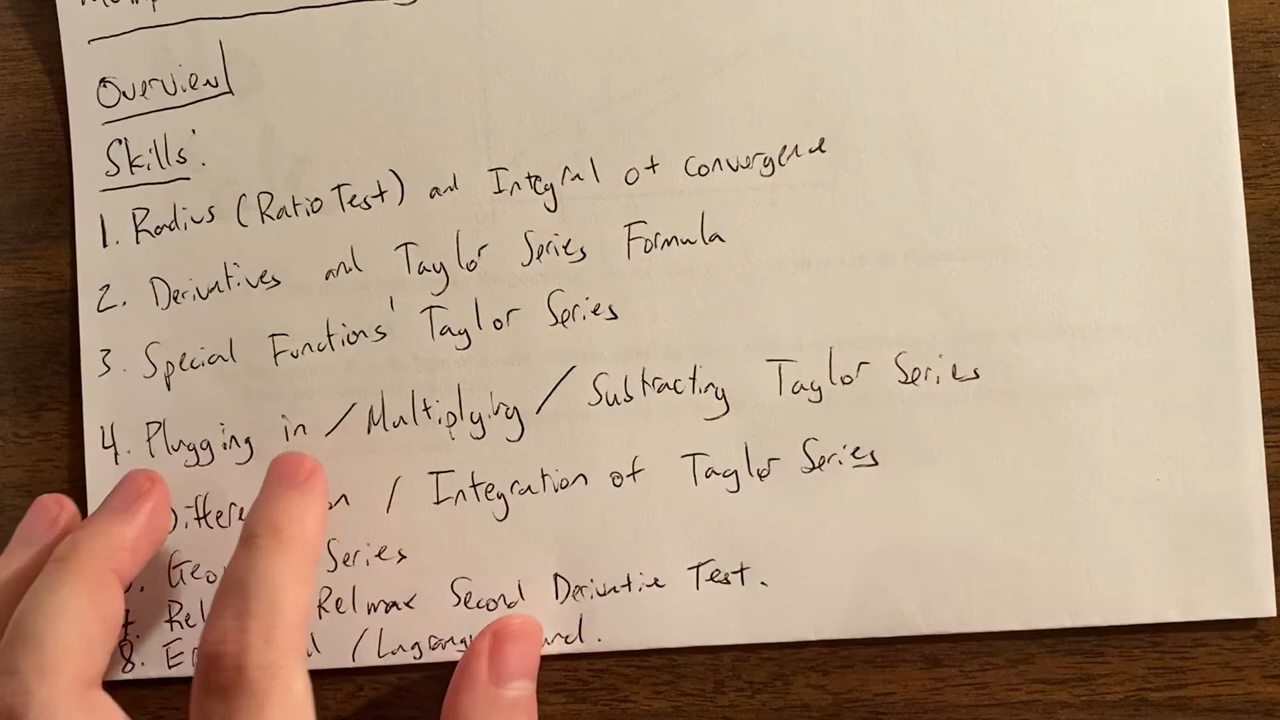 Overview
Skills:
1. Radius (Ratio Test) and Integral of convergence
2. Derivatives and Taylor Series Formula
3. Special Functions' Taylor Series
4. Plugging in / Multiplying / Subtracting Taylor Series
/ Integration of Taylor Series
Series
Relmax Second Derivative Test.
8.